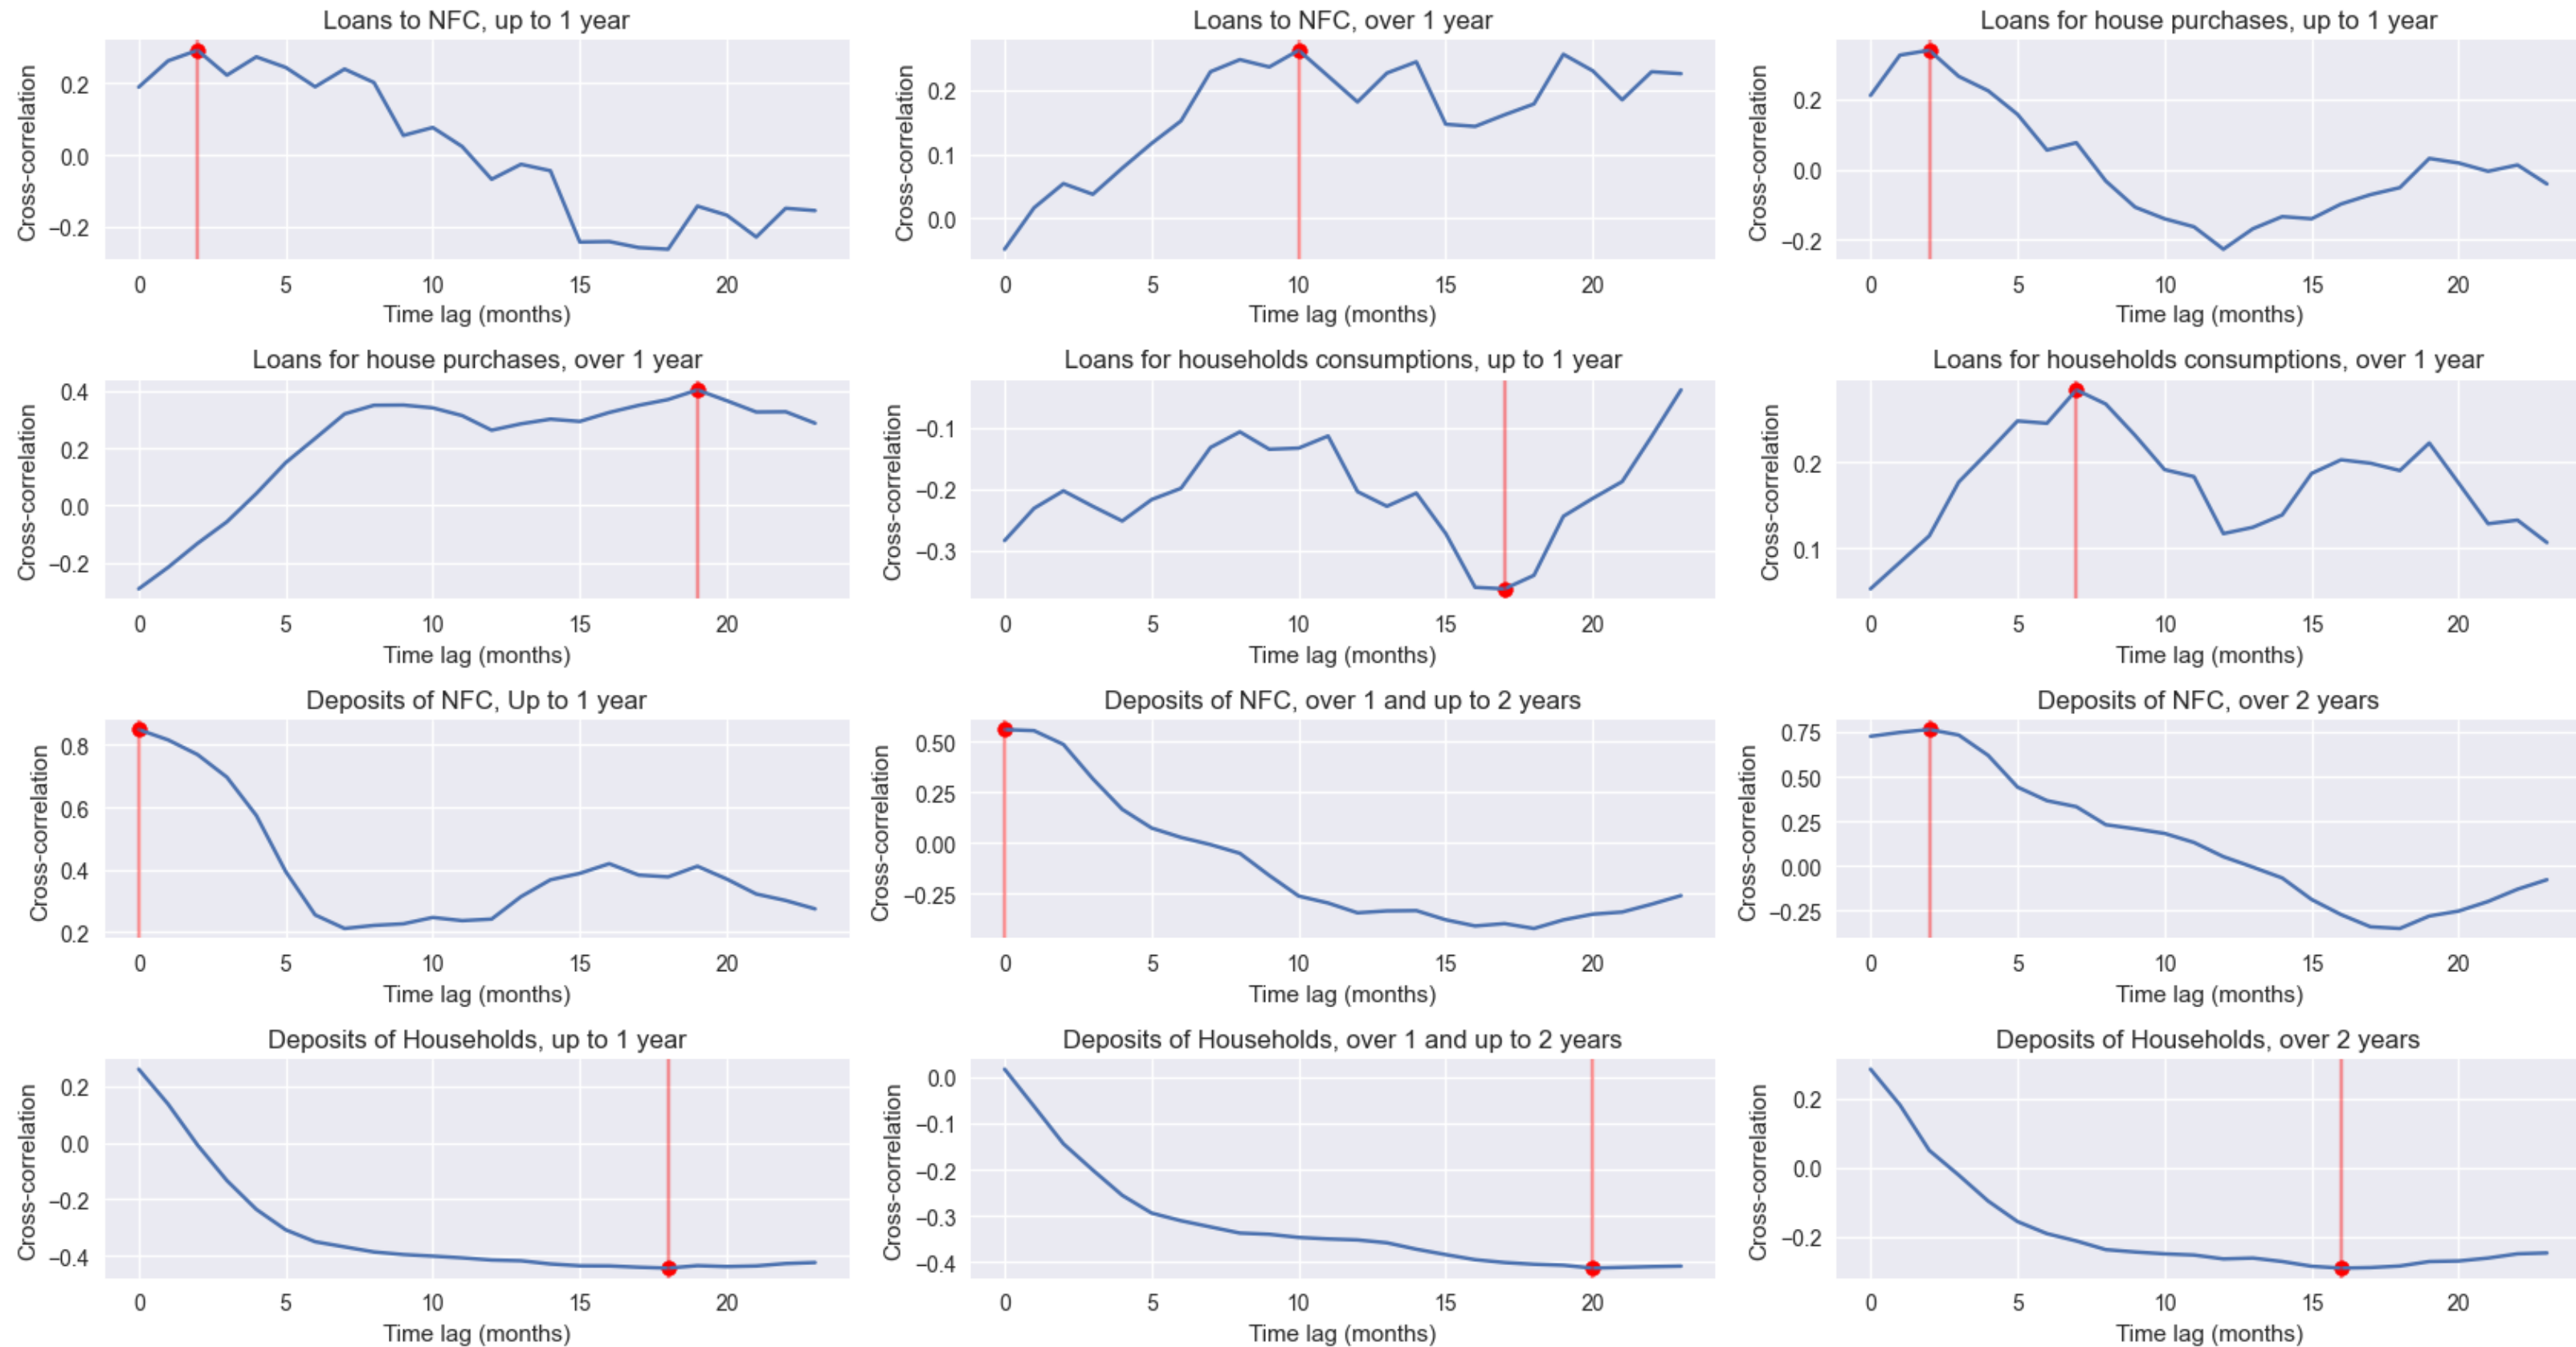 Loans to NFC, up to 1 year
Cross-correlation
0.2
0.0
−0.2
0 5 10 15 20
Time lag (months)
Loans to NFC, over 1 year
Cross-correlation
0.2
0.1
0.0
0 5 10 15 20
Time lag (months)
Loans for house purchases, up to 1 year
Cross-correlation
0.2
0.0
−0.2
0 5 10 15 20
Time lag (months)
Loans for house purchases, over 1 year
Cross-correlation
0.4
0.2
0.0
−0.2
0 5 10 15 20
Time lag (months)
Loans for households consumptions, up to 1 year
Cross-correlation
−0.1
−0.2
−0.3
0 5 10 15 20
Time lag (months)
Loans for households consumptions, over 1 year
Cross-correlation
0.2
0.1
0 5 10 15 20
Time lag (months)
Deposits of NFC, Up to 1 year
Cross-correlation
0.8
0.6
0.4
0.2
0 5 10 15 20
Time lag (months)
Deposits of NFC, over 1 and up to 2 years
Cross-correlation
0.50
0.25
0.00
−0.25
0 5 10 15 20
Time lag (months)
Deposits of NFC, over 2 years
Cross-correlation
0.75
0.50
0.25
0.00
−0.25
0 5 10 15 20
Time lag (months)
Deposits of Households, up to 1 year
Cross-correlation
0.2
0.0
−0.2
−0.4
0 5 10 15 20
Time lag (months)
Deposits of Households, over 1 and up to 2 years
Cross-correlation
0.0
−0.1
−0.2
−0.3
−0.4
0 5 10 15 20
Time lag (months)
Deposits of Households, over 2 years
Cross-correlation
0.2
0.0
−0.2
0 5 10 15 20
Time lag (months)